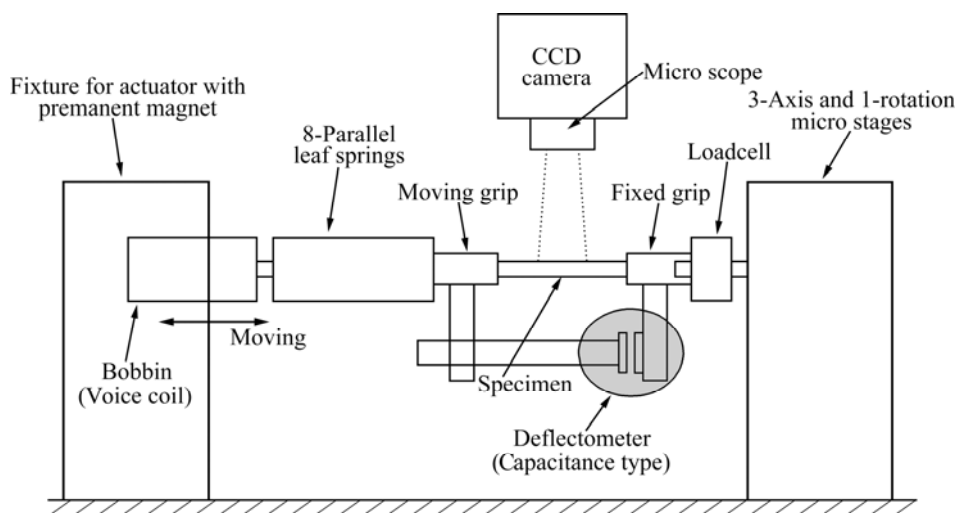 CCD
camera
Micro scope
Fixture for actuator with
premanent magnet
3-Axis and 1-rotation
micro stages
8-Parallel
leaf springs
Loadcell
Moving grip
Fixed grip
Moving
Bobbin
(Voice coil)
Specimen
Deflectometer
(Capacitance type)